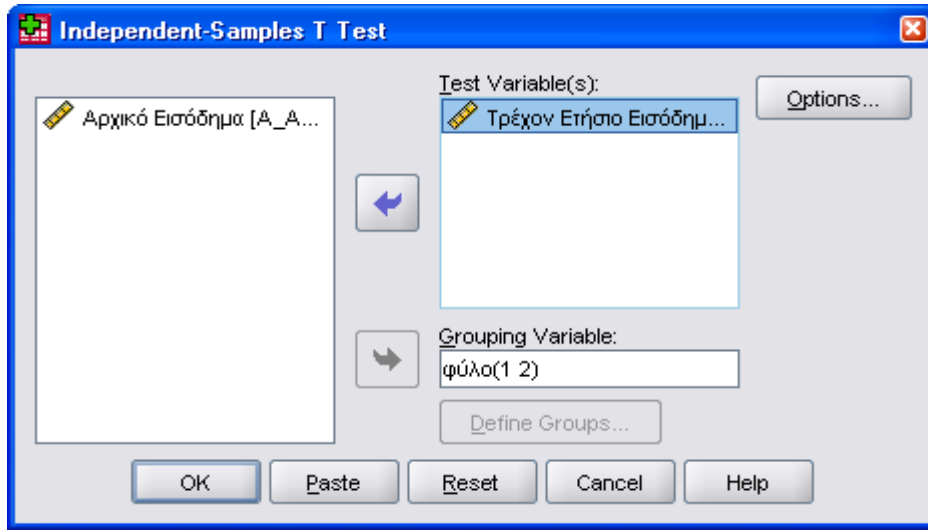 Independent-Samples T Test
Αρχικό Εισόδημα [Α_Α...
Test Variable(s):
Τρέχον Ετήσιο Εισόδημ...
Options...
Grouping Variable:
φύλο(1 2)
Define Groups...
OK
Paste
Reset
Cancel
Help